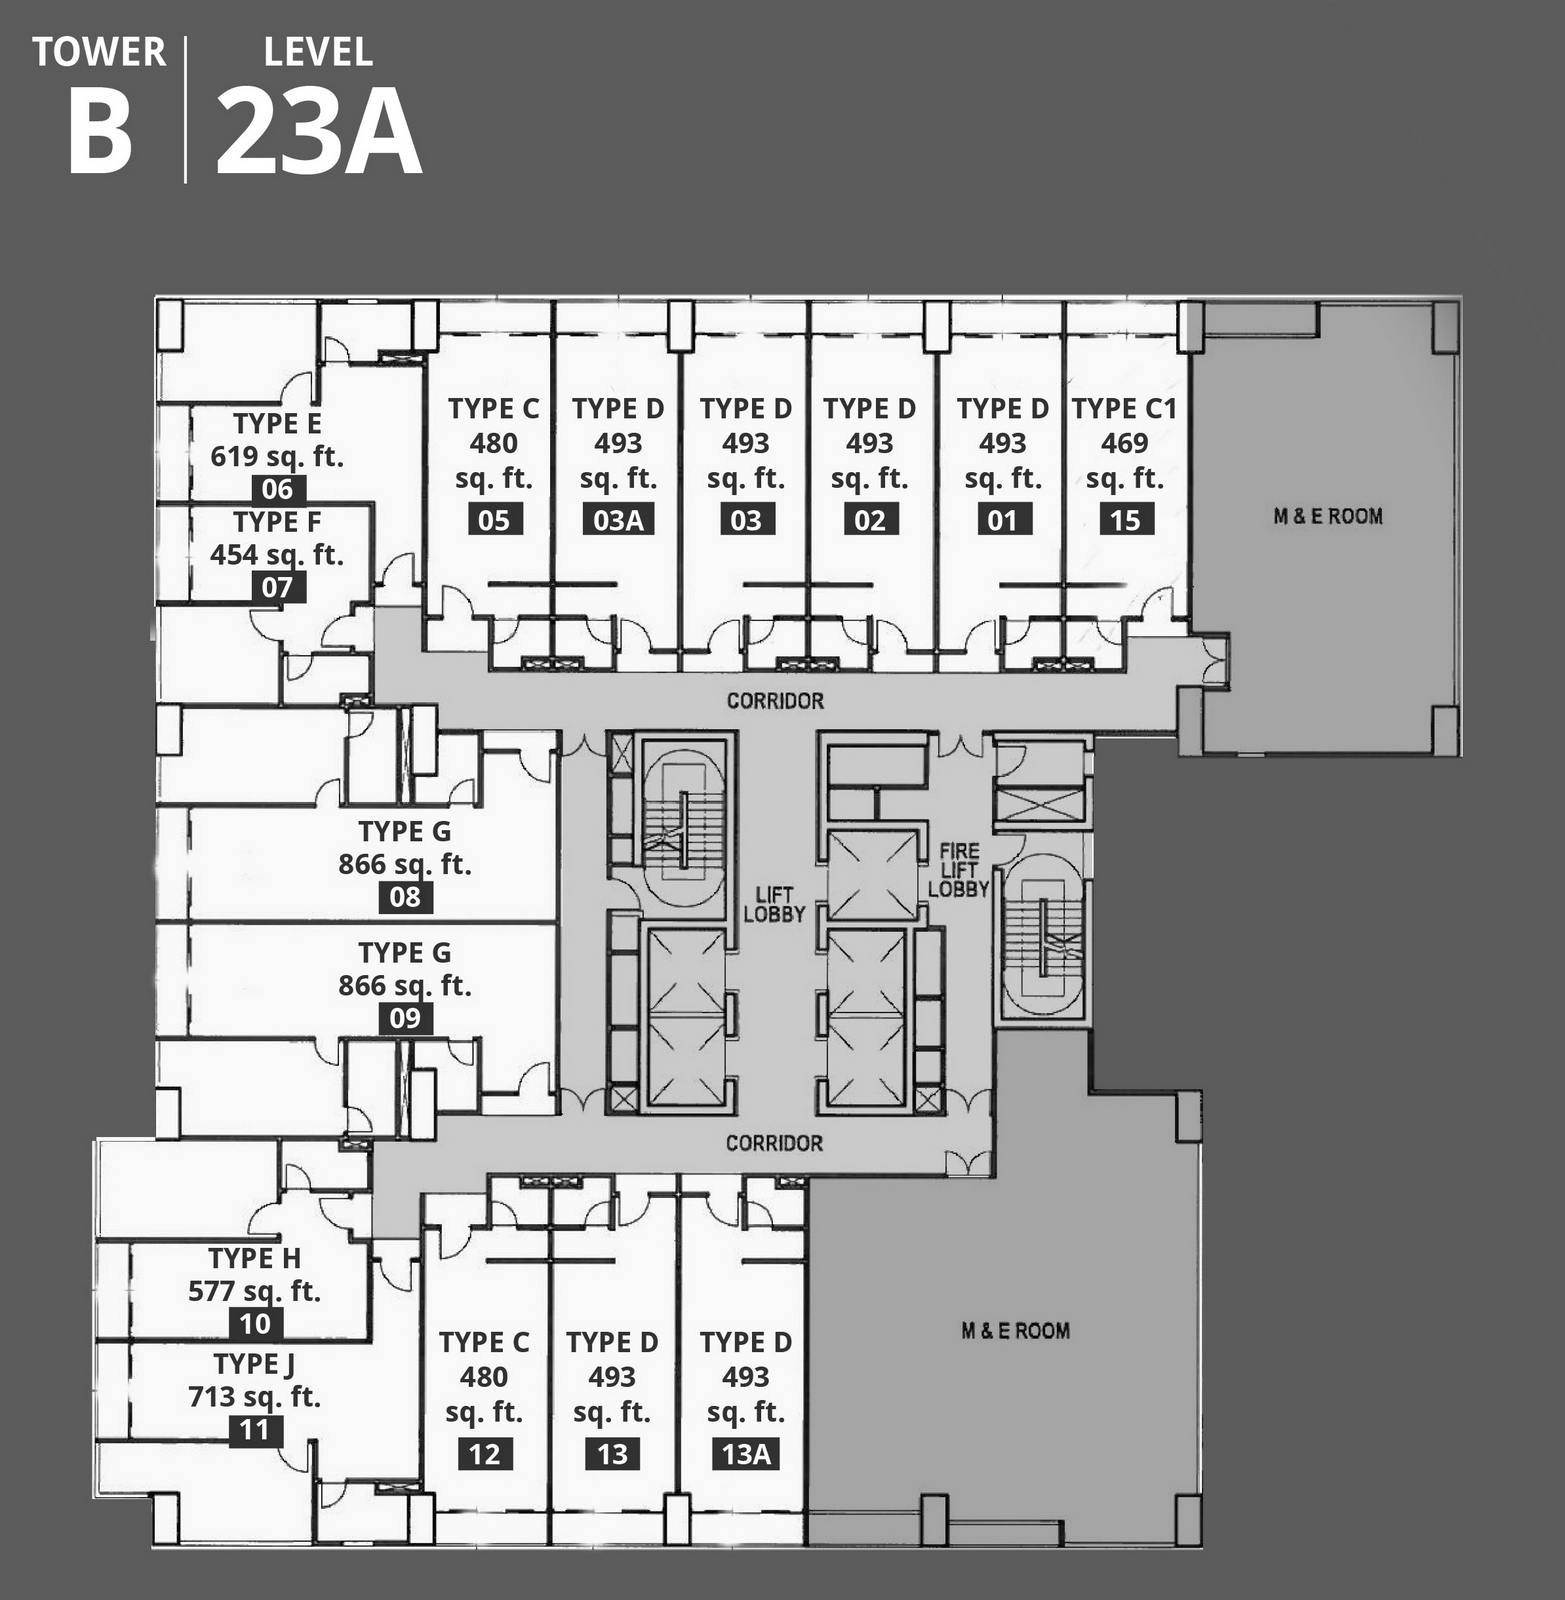 TOWER
B
LEVEL
23A
TYPE E
619 sq. ft.
06
TYPE F
454 sq. ft.
07
TYPE C
480
sq. ft.
05
TYPE D
493
sq. ft.
03A
TYPE D
493
sq. ft.
03
TYPE D
493
sq. ft.
02
TYPE D
493
sq. ft.
01
TYPE C1
469
sq. ft.
15
M & E ROOM
CORRIDOR
TYPE G
866 sq. ft.
08
LIFT
LOBBY
FIRE
LIFT
LOBBY
TYPE G
866 sq. ft.
09
CORRIDOR
TYPE H
577 sq. ft.
10
TYPE J
713 sq. ft.
11
TYPE C
480
sq. ft.
12
TYPE D
493
sq. ft.
13
TYPE D
493
sq. ft.
13A
M & E ROOM